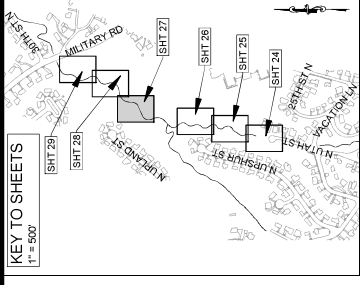 KEY TO SHEETS
1" = 500'
30TH ST N
MILITARY RD
SHT 29
SHT 28
SHT 27
SHT 26
SHT 25
SHT 24
N UPLAND ST
N UPSHUR ST
N UTAH ST
25TH ST N
VACATION LN